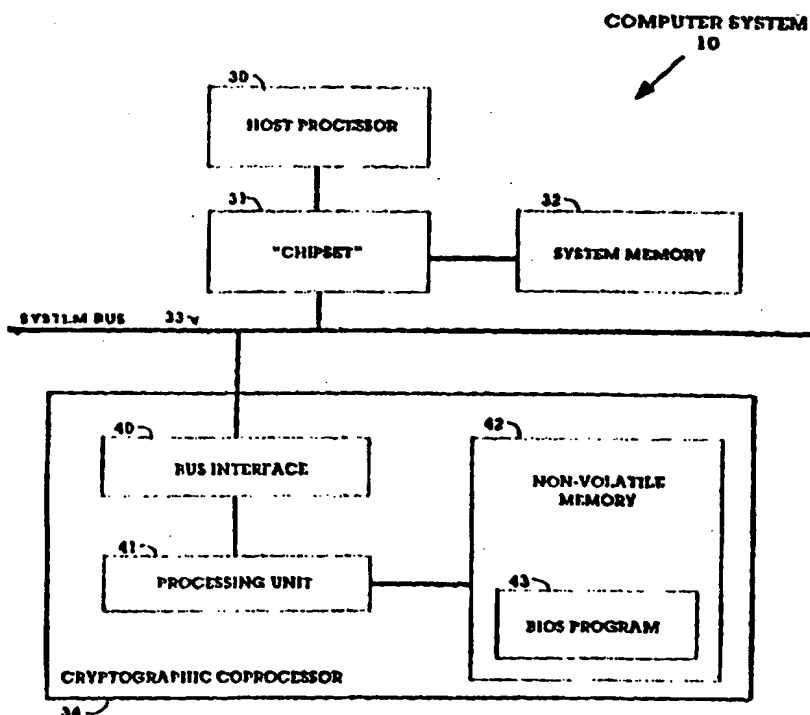 COMPUTER SYSTEM
10
30
HOST PROCESSOR
31
"CHIPSET"
32
SYSTEM MEMORY
SYSTEM BUS 33
40
BUS INTERFACE
42
NON-VOLATILE
MEMORY
41
PROCESSING UNIT
43
BIOS PROGRAM
CRYPTOGRAPHIC COPROCESSOR
34